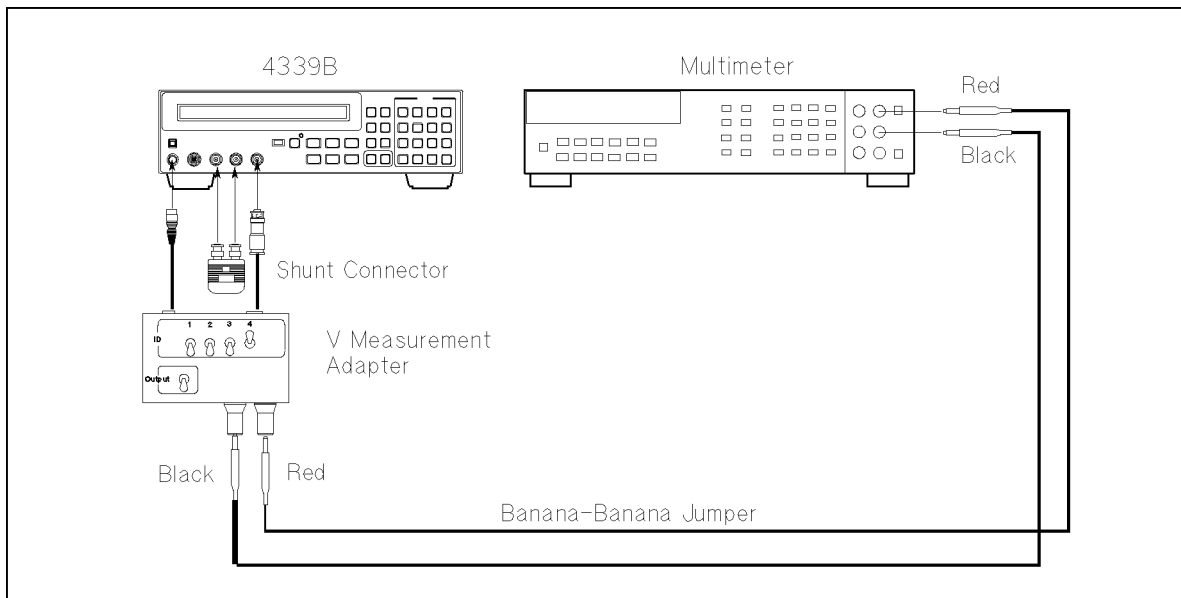 4339B
Multimeter
Red
Black
Shunt Connector
1 2 3 4
ID
V Measurement
Adapter
Output
Black
Red
Banana-Banana Jumper